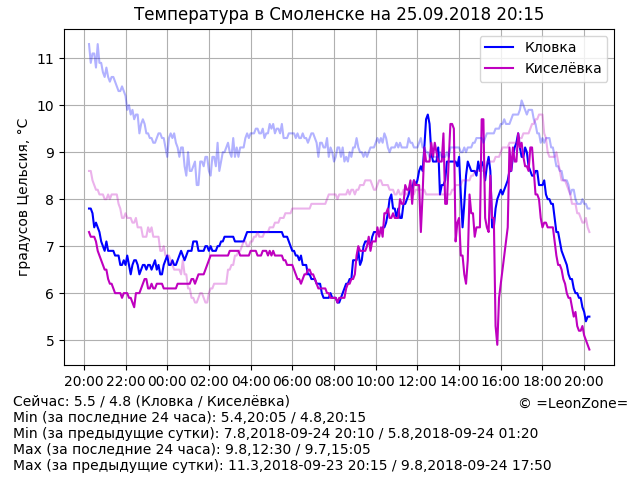 Температура в Смоленске на 25.09.2018 20:15
градусов Цельсия, °C
Кловка
Киселёвка
11
10
9
8
7
6
5
20:00 22:00 00:00 02:00 04:00 06:00 08:00 10:00 12:00 14:00 16:00 18:00 20:00
Сейчас: 5.5 / 4.8 (Кловка / Киселёвка)
© =LeonZone=
Min (за последние 24 часа): 5.4,20:05 / 4.8,20:15
Min (за предыдущие сутки): 7.8,2018-09-24 20:10 / 5.8,2018-09-24 01:20
Max (за последние 24 часа): 9.8,12:30 / 9.7,15:05
Max (за предыдущие сутки): 11.3,2018-09-23 20:15 / 9.8,2018-09-24 17:50